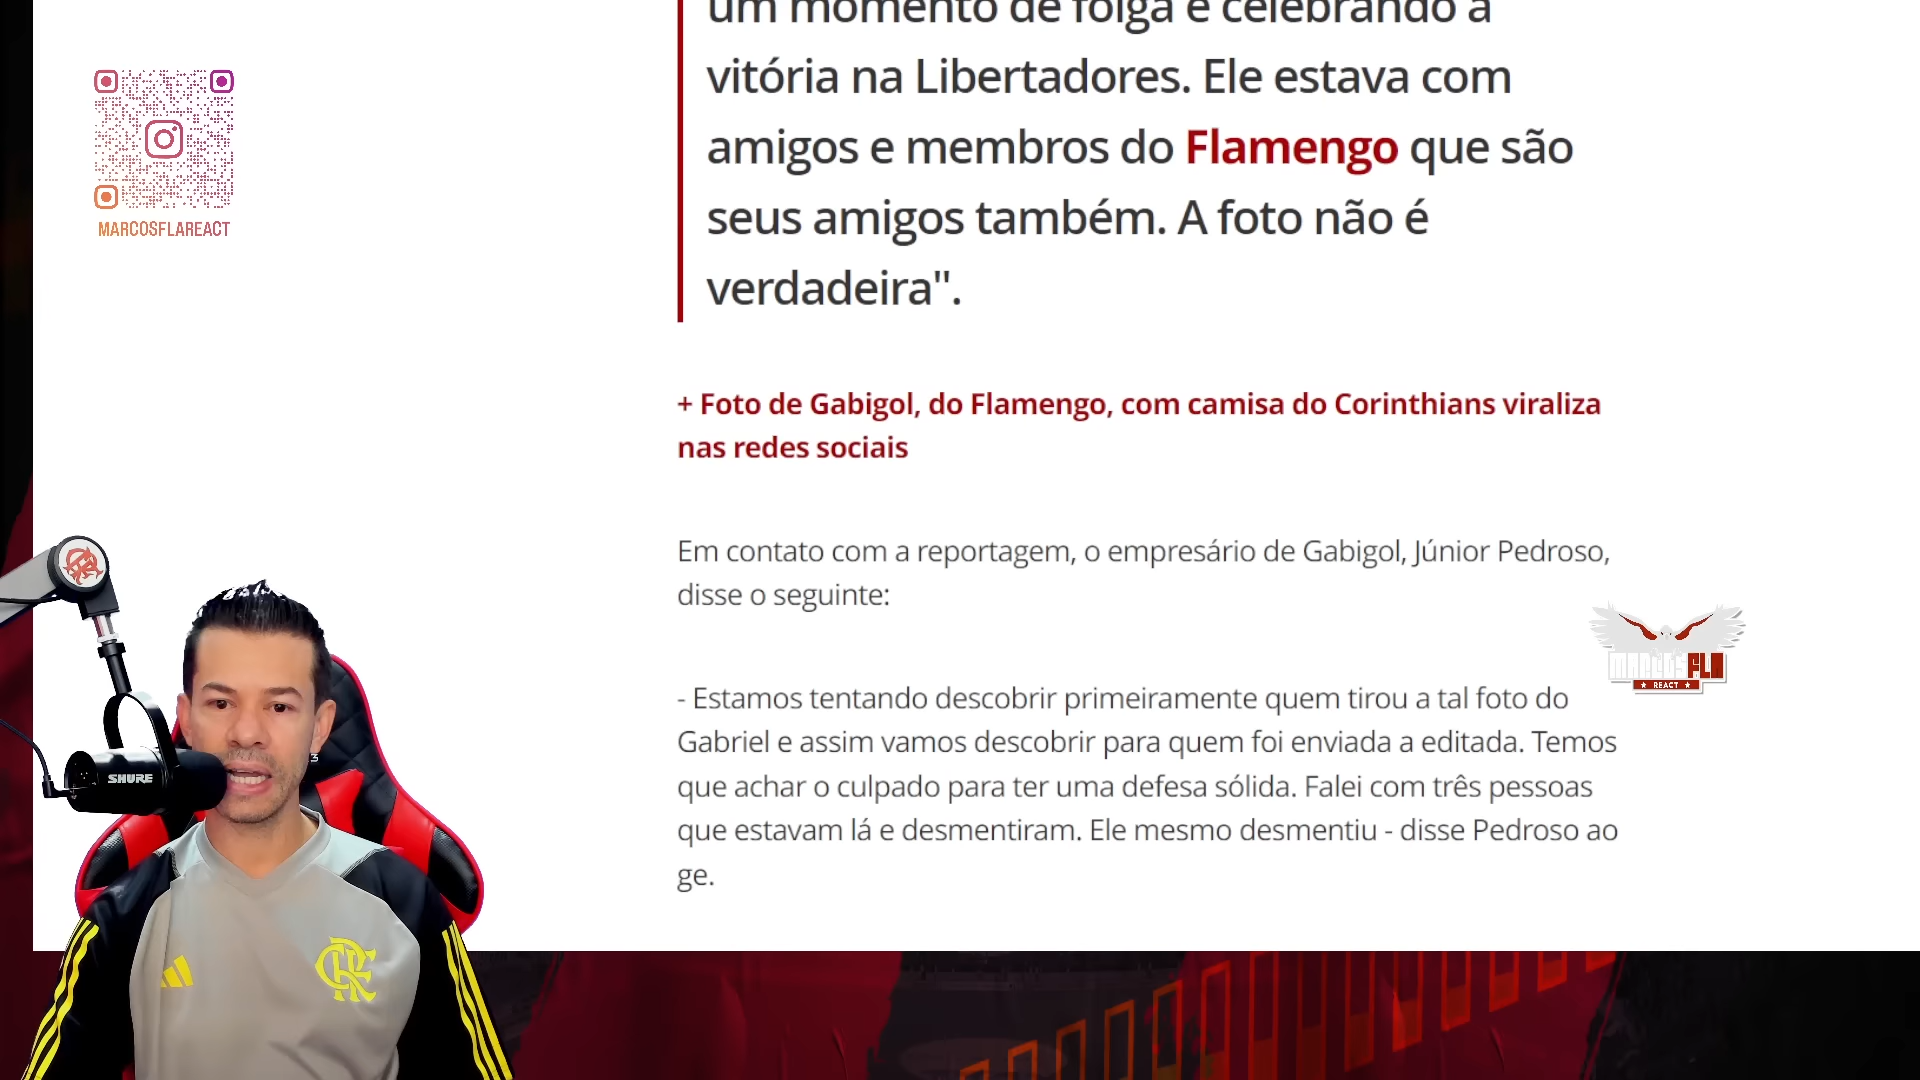 um momento de folga e celebrando a
vitória na Libertadores. Ele estava com
amigos e membros do Flamengo que são
seus amigos também. A foto não é
verdadeira".
MARCOSFLAREACT
+ Foto de Gabigol, do Flamengo, com camisa do Corinthians viraliza
nas redes sociais
Em contato com a reportagem, o empresário de Gabigol, Júnior Pedroso,
disse o seguinte:
- Estamos tentando descobrir primeiramente quem tirou a tal foto do
Gabriel e assim vamos descobrir para quem foi enviada a editada. Temos
que achar o culpado para ter uma defesa sólida. Falei com três pessoas
que estavam lá e desmentiram. Ele mesmo desmentiu - disse Pedroso ao
ge.
MARCOS FLA
REACT
SHURE